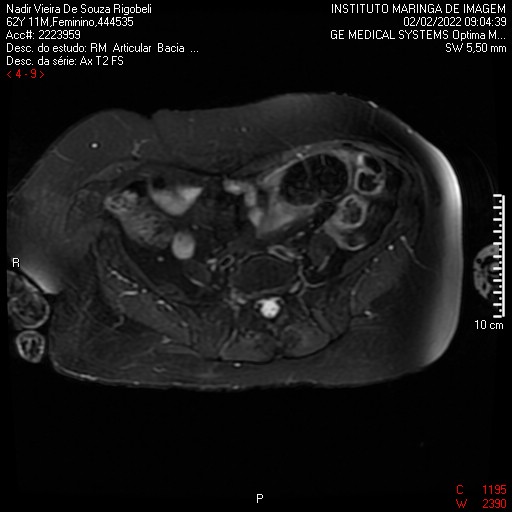 Nadir Vieira De Souza Rigobeli
62Y 11M,Feminino,444535
Acc#: 2223959
Desc. do estudo: RM Articular Bacia ...
Desc. da série: Ax T2 FS
< 4 - 9 >
INSTITUTO MARINGA DE IMAGEM
02/02/2022 09:04:39
GE MEDICAL SYSTEMS Optima M...
SW 5,50 mm
R
10 cm
P
C 1195
W 2390